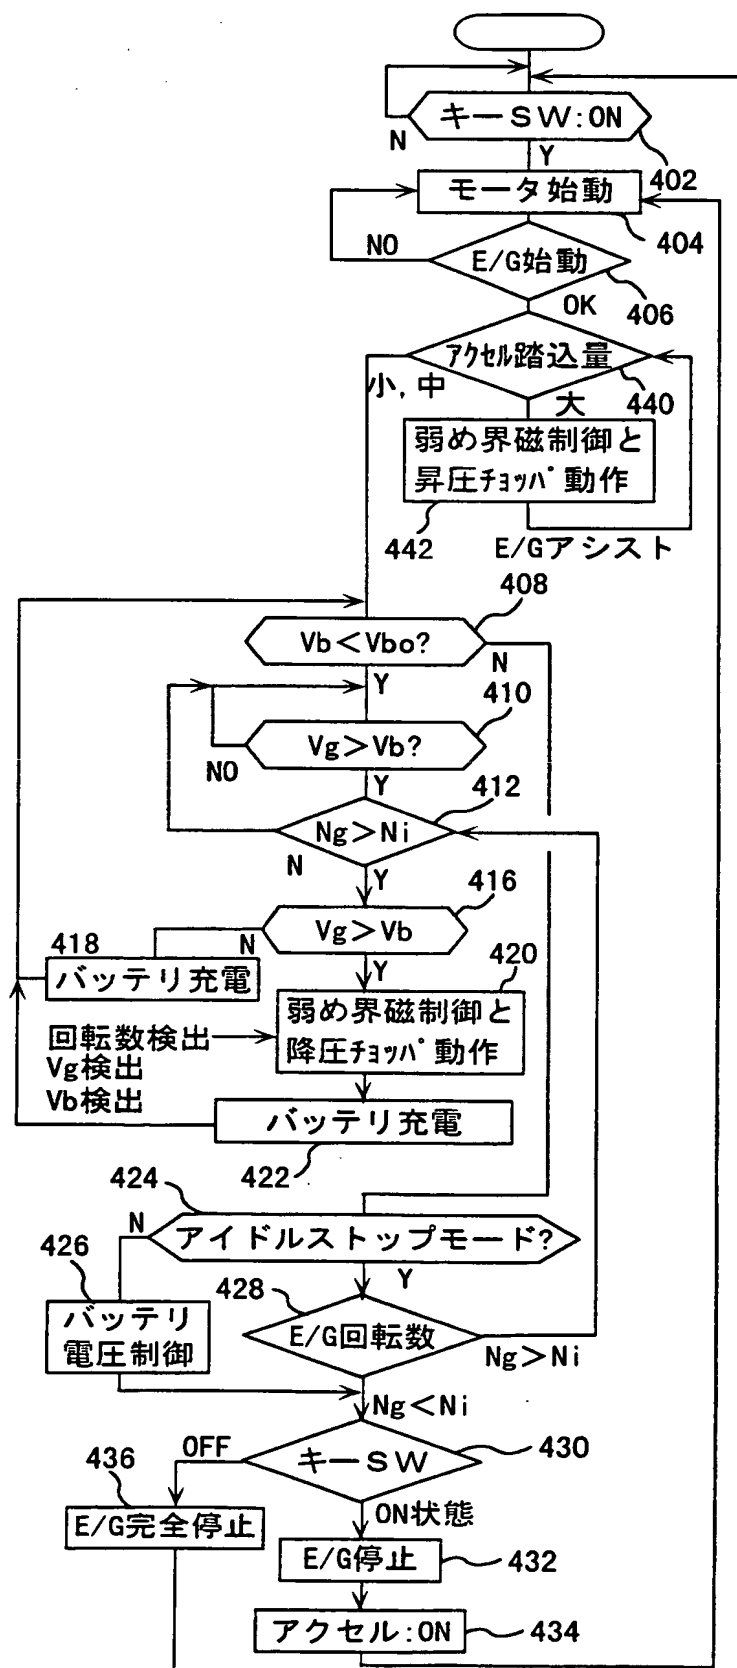 キーSW:ON
N
Y
402
モータ始動
404
NO
E/G始動
406
OK
アクセル踏込量
小,中
440
大
弱め界磁制御と
昇圧チョッパ動作
442
E/Gアシスト
408
Vb<Vbo?
N
Y
410
Vg>Vb?
NO
Y
412
Ng>Ni
N
Y
416
Vg>Vb
418
N
バッテリ充電
Y
420
弱め界磁制御と
降圧チョッパ動作
回転数検出
Vg検出
Vb検出
バッテリ充電
422
424
N
アイドルストップモード?
426
Y
428
バッテリ
電圧制御
E/G回転数
Ng>Ni
Ng<Ni
OFF
キーSW
430
436
ON状態
E/G完全停止
E/G停止
432
アクセル:ON
434